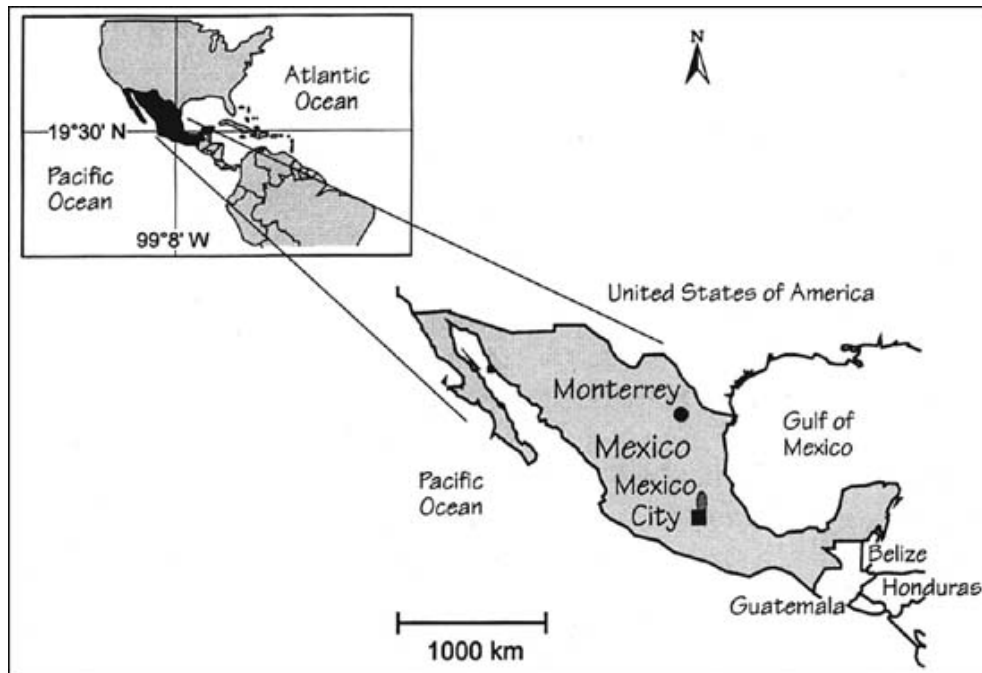 Atlantic
Ocean
19°30' N
Pacific
Ocean
99°8' W
N
United States of America
Monterrey
Gulf of
Mexico
Mexico
Pacific
Ocean
Mexico
City
Belize
Honduras
Guatemala
1000 km